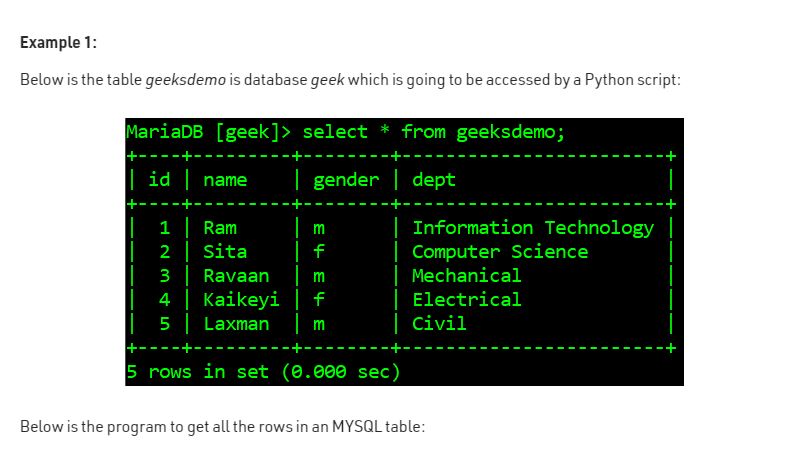 Example 1:
Below is the table geeksdemo is database geek which is going to be accessed by a Python script:
MariaDB [geek]> select * from geeksdemo;
+----+---------+--------+------------------------+
| id | name    | gender | dept                   |
+----+---------+--------+------------------------+
|  1 | Ram     | m      | Information Technology |
|  2 | Sita    | f      | Computer Science       |
|  3 | Ravaan  | m      | Mechanical             |
|  4 | Kaikeyi | f      | Electrical             |
|  5 | Laxman  | m      | Civil                  |
+----+---------+--------+------------------------+
5 rows in set (0.000 sec)
Below is the program to get all the rows in an MYSQL table: